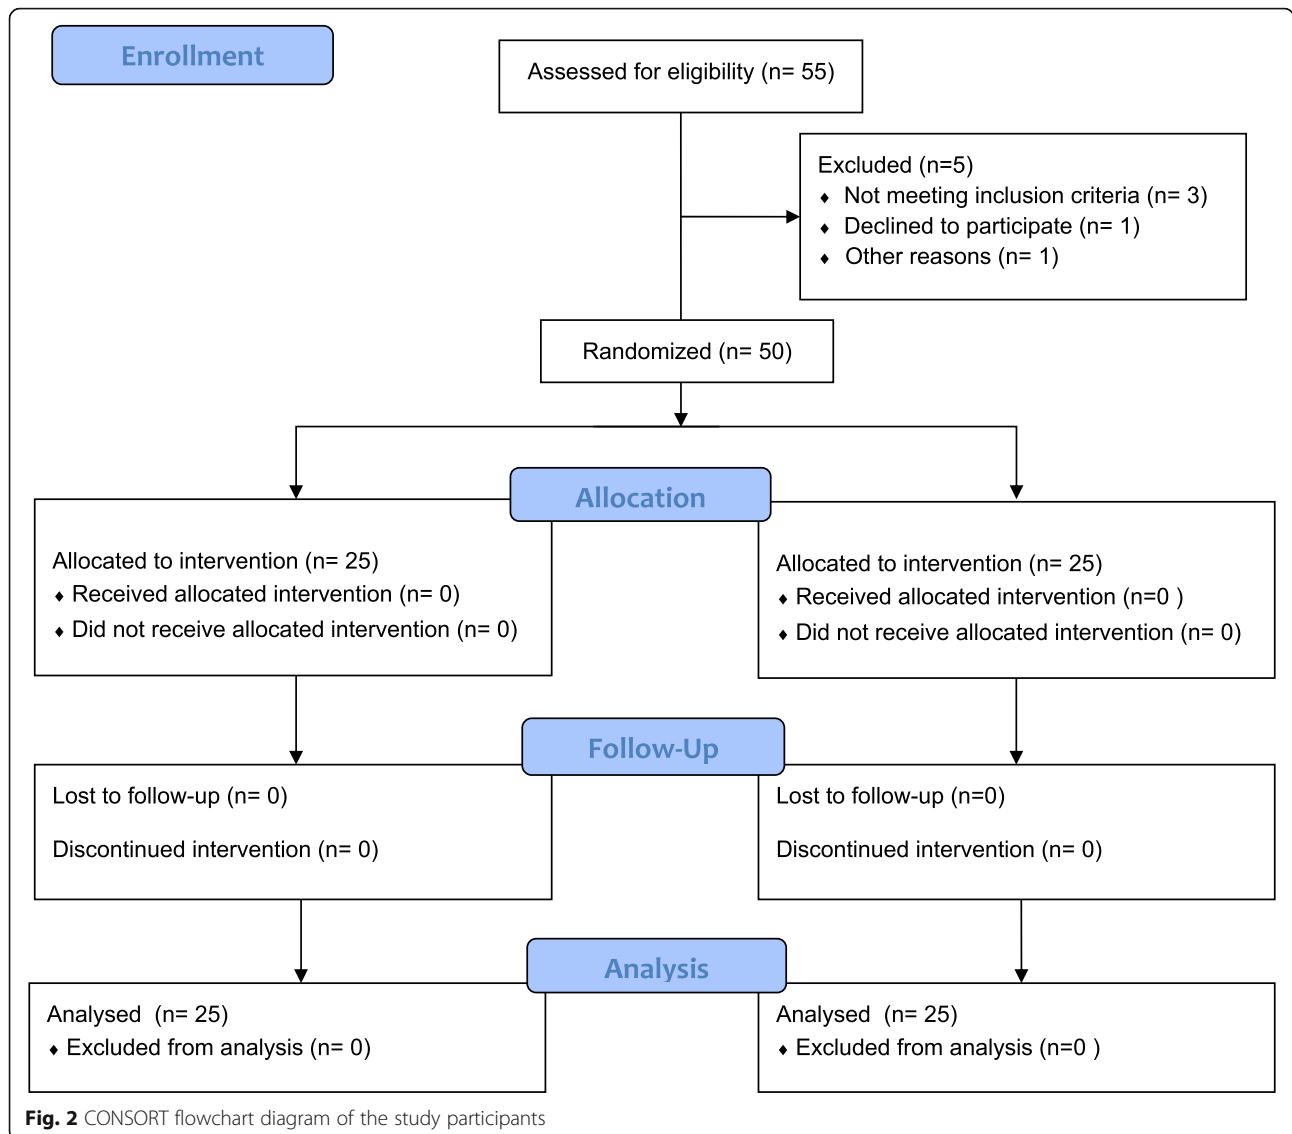 Enrollment
Assessed for eligibility (n= 55)
Excluded (n=5)
♦ Not meeting inclusion criteria (n= 3)
♦ Declined to participate (n= 1)
♦ Other reasons (n= 1)
Randomized (n= 50)
Allocation
Allocated to intervention (n= 25)
♦ Received allocated intervention (n= 0)
♦ Did not receive allocated intervention (n= 0)
Allocated to intervention (n= 25)
♦ Received allocated intervention (n=0 )
♦ Did not receive allocated intervention (n= 0)
Follow-Up
Lost to follow-up (n= 0)
Discontinued intervention (n= 0)
Lost to follow-up (n=0)
Discontinued intervention (n= 0)
Analysis
Analysed (n= 25)
♦ Excluded from analysis (n= 0)
Analysed (n= 25)
♦ Excluded from analysis (n=0 )
Fig. 2 CONSORT flowchart diagram of the study participants